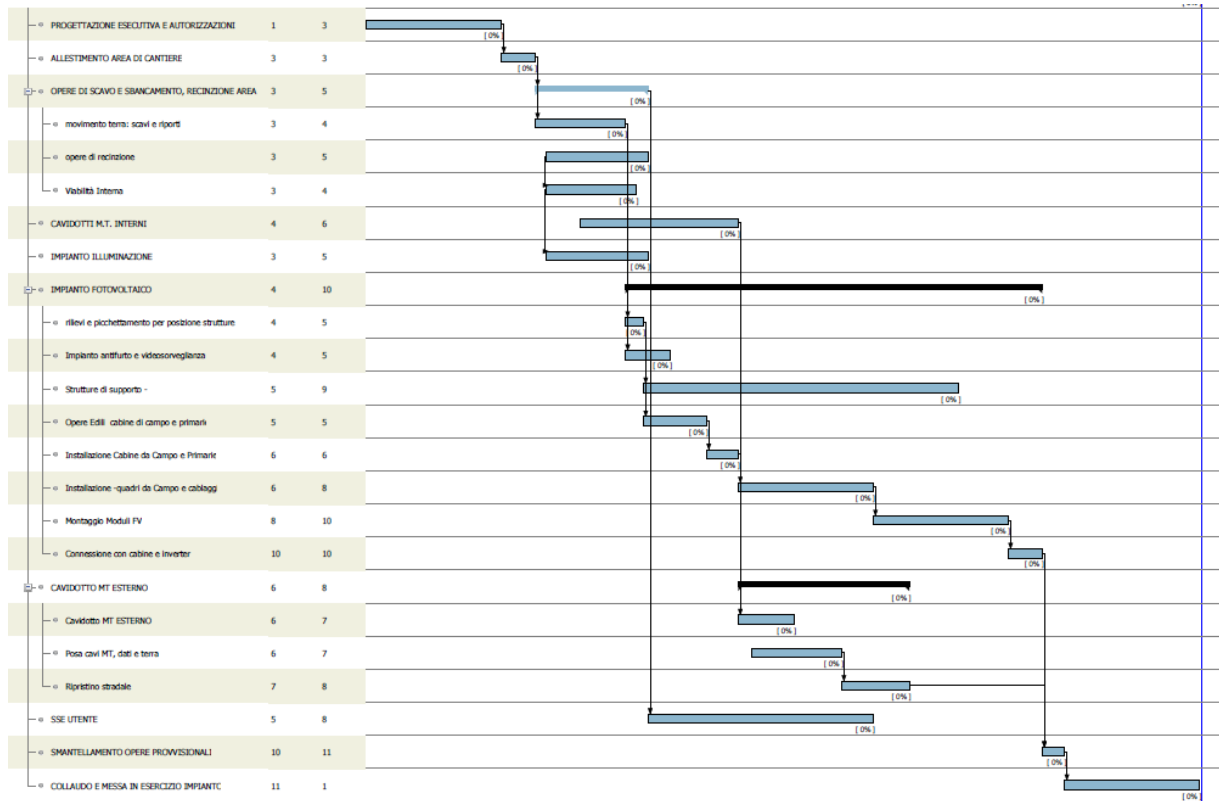 [ 0% ]
PROGETTAZIONE ESECUTIVA E AUTORIZZAZIONI 1 3 [ 0% ]
ALLESTIMENTO AREA DI CANTIERE 3 3 [ 0% ]
OPERE DI SCAVO E SBANCAMENTO, RECINZIONE AREA 3 5 [ 0% ]
movimento terra: scavi e riporti 3 4 [ 0% ]
opere di recinzione 3 5 [ 0% ]
Viabilità Interna 3 4 [ 0% ]
CAVIDOTTI M.T. INTERNI 4 6 [ 0% ]
IMPIANTO ILLUMINAZIONE 3 5 [ 0% ]
IMPIANTO FOTOVOLTAICO 4 10 [ 0% ]
rilievi e picchettamento per posizione strutture 4 5 [ 0% ]
Impianto antifurto e videosorveglianza 4 5 [ 0% ]
Strutture di supporto - 5 9 [ 0% ]
Opere Edili cabine di campo e primarie 5 5 [ 0% ]
Installazione Cabine da Campo e Primarie 6 6 [ 0% ]
Installazione -quadri da Campo e cablagg 6 8 [ 0% ]
Montaggio Moduli FV 8 10 [ 0% ]
Connessione con cabine e inverter 10 10 [ 0% ]
CAVIDOTTO MT ESTERNO 6 8 [ 0% ]
Cavidotto MT ESTERNO 6 7 [ 0% ]
Posa cavi MT, dati e terra 6 7 [ 0% ]
Ripristino stradale 7 8 [ 0% ]
SSE UTENTE 5 8 [ 0% ]
SMANTELLAMENTO OPERE PROVVISIONALI 10 11 [ 0% ]
COLLAUDO E MESSA IN ESERCIZIO IMPIANTO 11 1 [ 0% ]